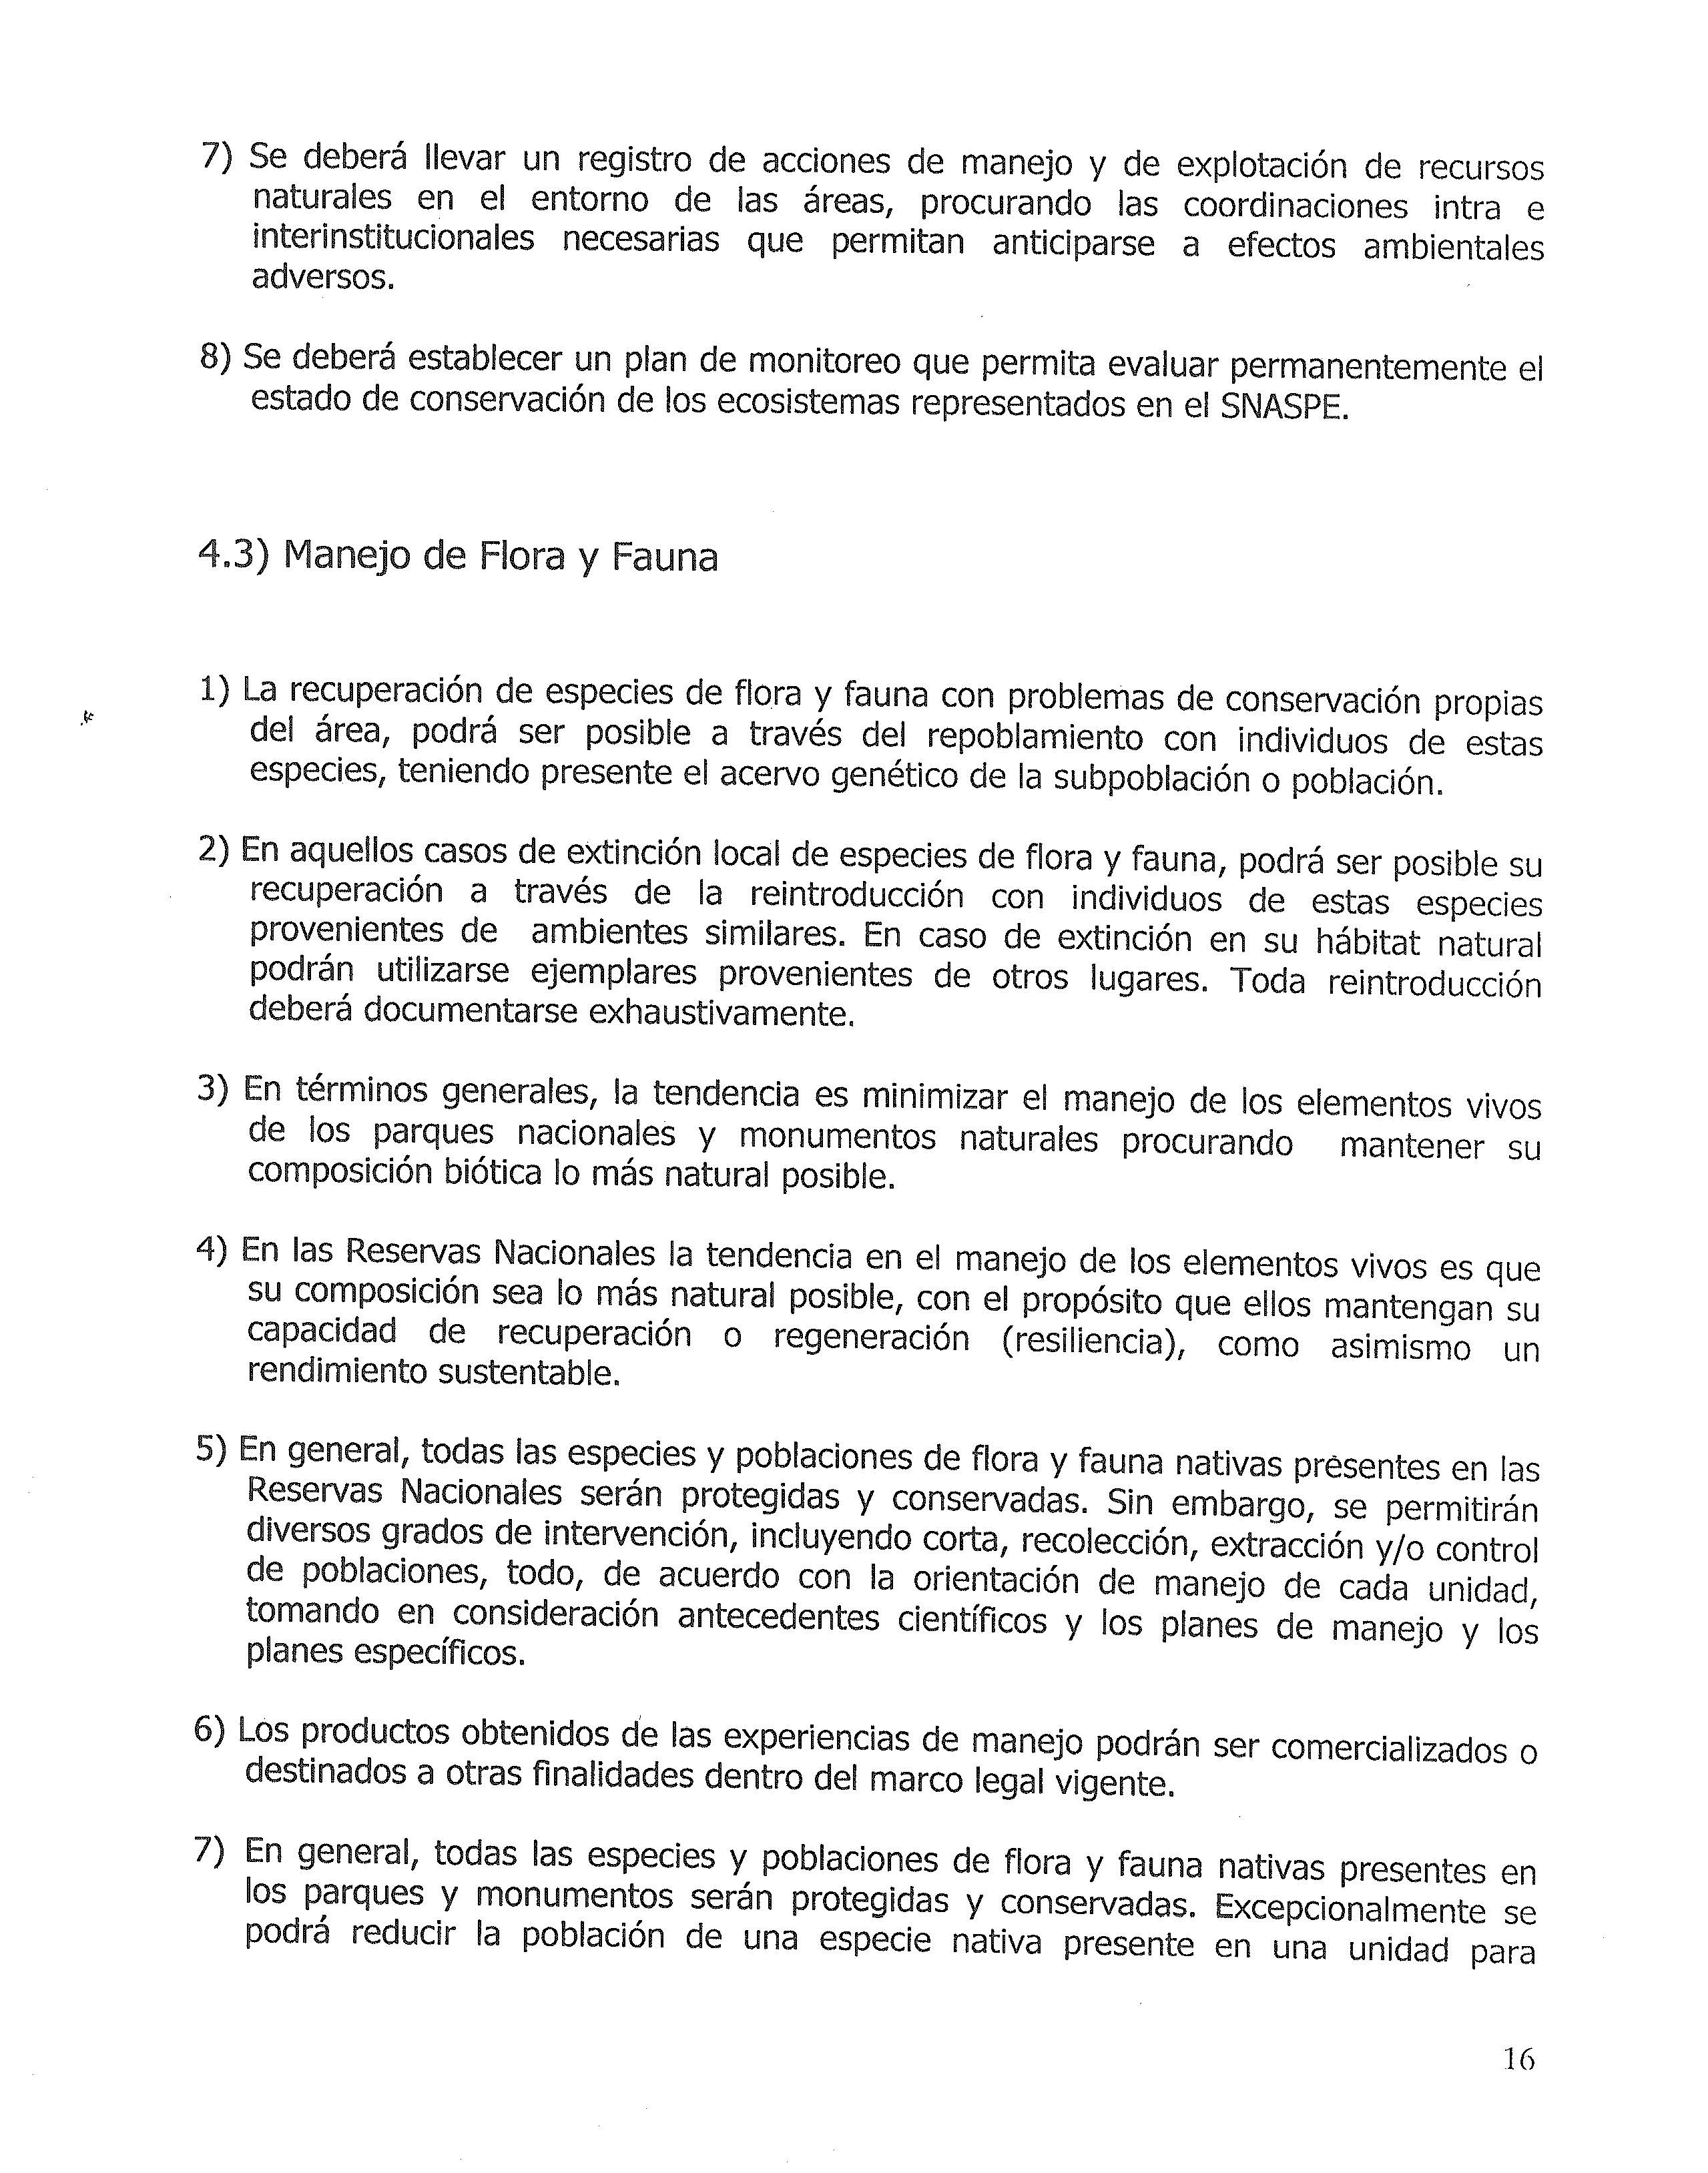 7) Se deberá llevar un registro de acciones de manejo y de explotación de recursos
naturales en el entorno de las áreas, procurando las coordinaciones intra e
interinstitucionales necesarias que permitan anticiparse a efectos ambientales
adversos.
8) Se deberá establecer un plan de monitoreo que permita evaluar permanentemente el
estado de conservación de los ecosistemas representados en el SNASPE.
4.3) Manejo de Flora y Fauna
1) La recuperación de especies de flora y fauna con problemas de conservación propias
del área, podrá ser posible a través del repoblamiento con individuos de estas
especies, teniendo presente el acervo genético de la subpoblación o población.
2) En aquellos casos de extinción local de especies de flora y fauna, podrá ser posible su
recuperación a través de la reintroducción con individuos de estas especies
provenientes de ambientes similares. En caso de extinción en su hábitat natural
podrán utilizarse ejemplares provenientes de otros lugares. Toda reintroducción
deberá documentarse exhaustivamente.
3) En términos generales, la tendencia es minimizar el manejo de los elementos vivos
de los parques nacionales y monumentos naturales procurando mantener su
composición biótica lo más natural posible.
4) En las Reservas Nacionales la tendencia en el manejo de los elementos vivos es que
su composición sea lo más natural posible, con el propósito que ellos mantengan su
capacidad de recuperación o regeneración (resiliencia), como asimismo un
rendimiento sustentable.
5) En general, todas las especies y poblaciones de flora y fauna nativas presentes en las
Reservas Nacionales serán protegidas y conservadas. Sin embargo, se permitirán
diversos grados de intervención, incluyendo corta, recolección, extracción y/o control
de poblaciones, todo, de acuerdo con la orientación de manejo de cada unidad,
tomando en consideración antecedentes científicos y los planes de manejo y los
planes específicos.
6) Los productos obtenidos de las experiencias de manejo podrán ser comercializados o
destinados a otras finalidades dentro del marco legal vigente.
7) En general, todas las especies y poblaciones de flora y fauna nativas presentes en
los parques y monumentos serán protegidas y conservadas. Excepcionalmente se
podrá reducir la población de una especie nativa presente en una unidad para
16